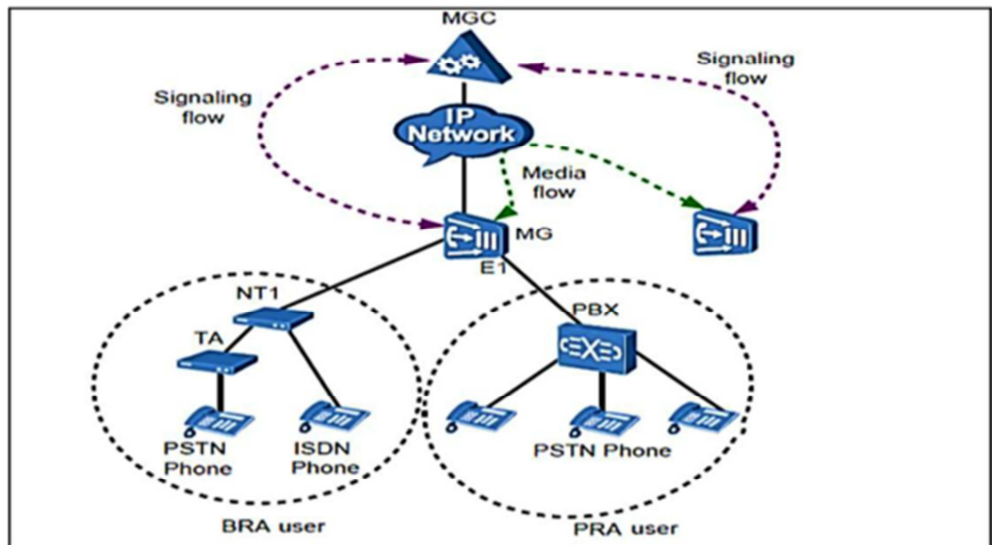 MGC
Signaling
flow
Signaling
flow
IP
Network
Media
flow
MG
E1
NT1
PBX
TA
PSTN
Phone
ISDN
Phone
PSTN Phone
BRA user
PRA user